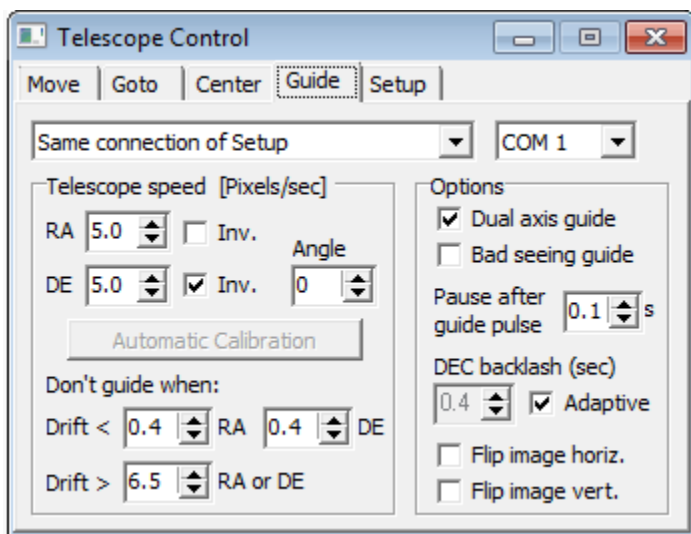 Telescope Control
Move Goto Center Guide Setup
Same connection of Setup COM 1
Telescope speed [Pixels/sec]
RA 5.0 Inv.
Angle
DE 5.0 Inv. 0
Automatic Calibration
Don't guide when:
Drift < 0.4 RA 0.4 DE
Drift > 6.5 RA or DE
Options
Dual axis guide
Bad seeing guide
Pause after
guide pulse 0.1 s
DEC backlash (sec)
0.4 Adaptive
Flip image horiz.
Flip image vert.